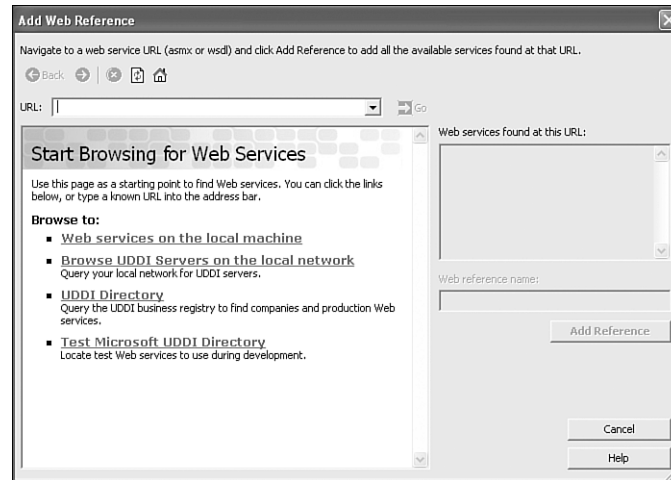 Add Web Reference
Navigate to a web service URL (asmx or wsdl) and click Add Reference to add all the available services found at that URL.
Back
URL:
Go
Start Browsing for Web Services
Use this page as a starting point to find Web services. You can click the links
below, or type a known URL into the address bar.
Browse to:
Web services on the local machine
Browse UDDI Servers on the local network
Query your local network for UDDI servers.
UDDI Directory
Query the UDDI business registry to find companies and production Web
services.
Test Microsoft UDDI Directory
Locate test Web services to use during development.
Web services found at this URL:
Web reference name:
Add Reference
Cancel
Help